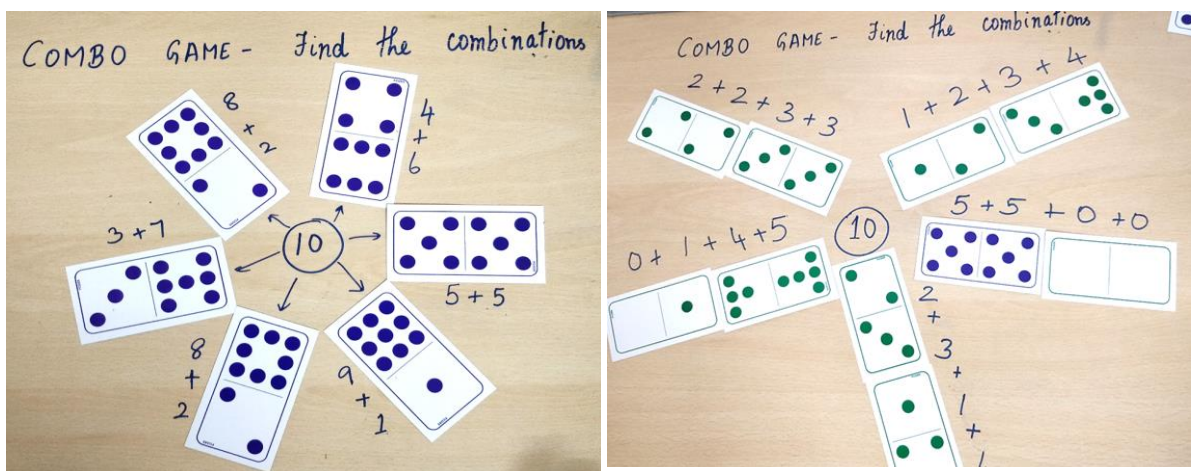 COMBO GAME - Find the combinations
8 + 2
4 + 6
3 + 7
10
5 + 5
8 + 2
9 + 1
COMBO GAME - Find the combinations
2 + 2 + 3 + 3
1 + 2 + 3 + 4
0 + 1 + 4 + 5
10
5 + 5 + 0 + 0
2 + 3 + 1 +